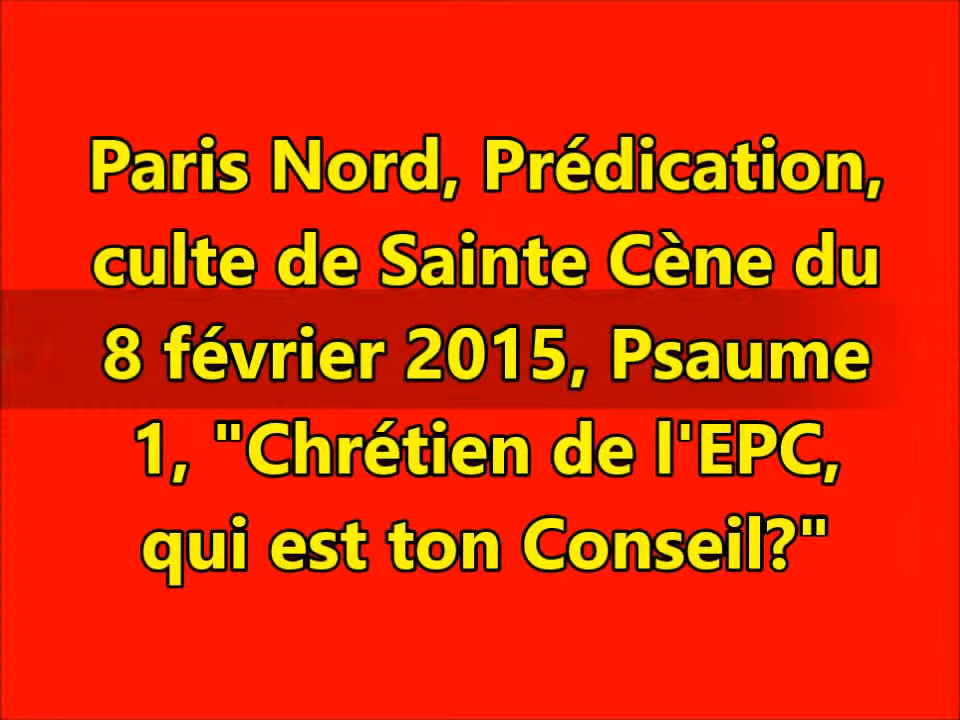 Paris Nord, Prédication,
culte de Sainte Cène du
8 février 2015, Psaume
1, "Chrétien de l'EPC,
qui est ton Conseil?"